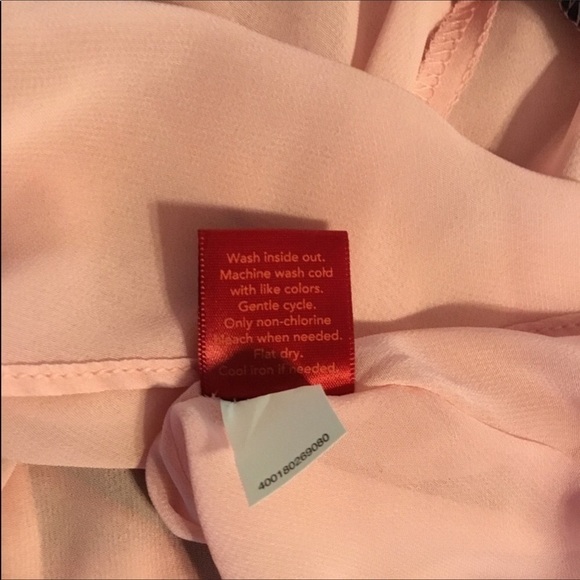 Wash inside out.
Machine wash cold
with like colors.
Gentle cycle.
Only non-chlorine
bleach when needed.
Flat dry.
Cool iron if needed.
400180269080